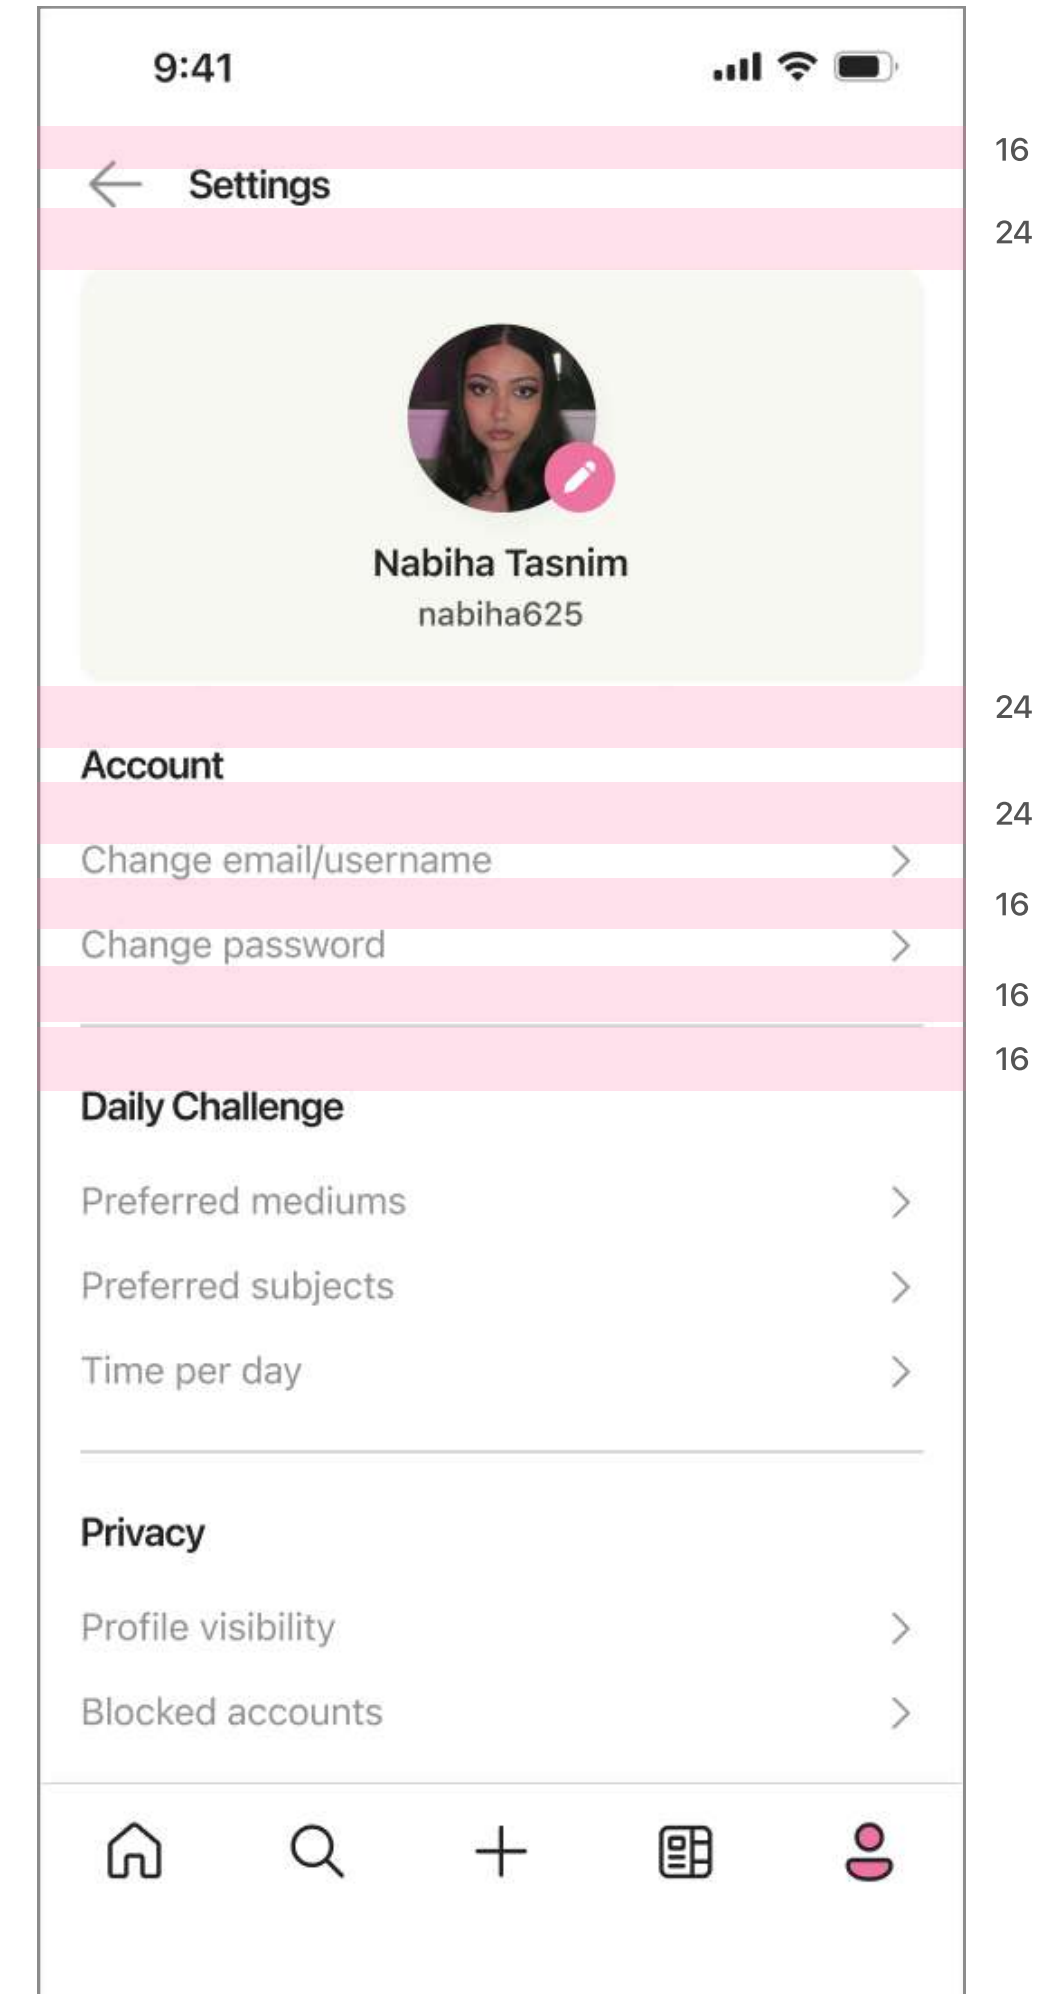 9:41
16
Settings
24
Nabiha Tasnim
nabiha625
24
Account
24
Change email/username
16
Change password
16
16
Daily Challenge
Preferred mediums
Preferred subjects
Time per day
Privacy
Profile visibility
Blocked accounts